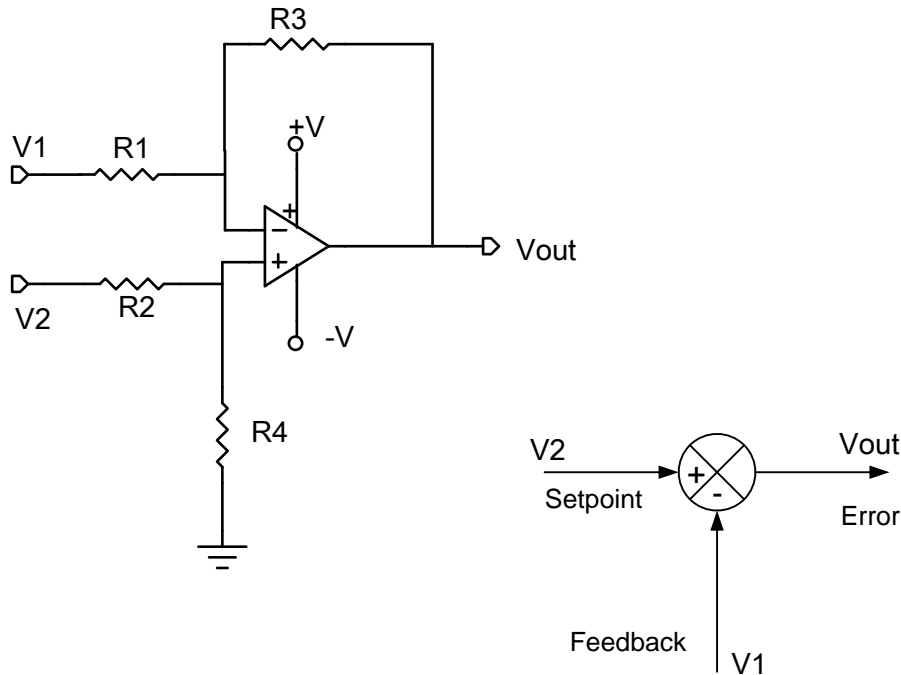 R3
+V
V1
R1
+
−
Vout
+
R2
V2
-V
R4
V2
Vout
+
-
Setpoint
Error
Feedback
V1